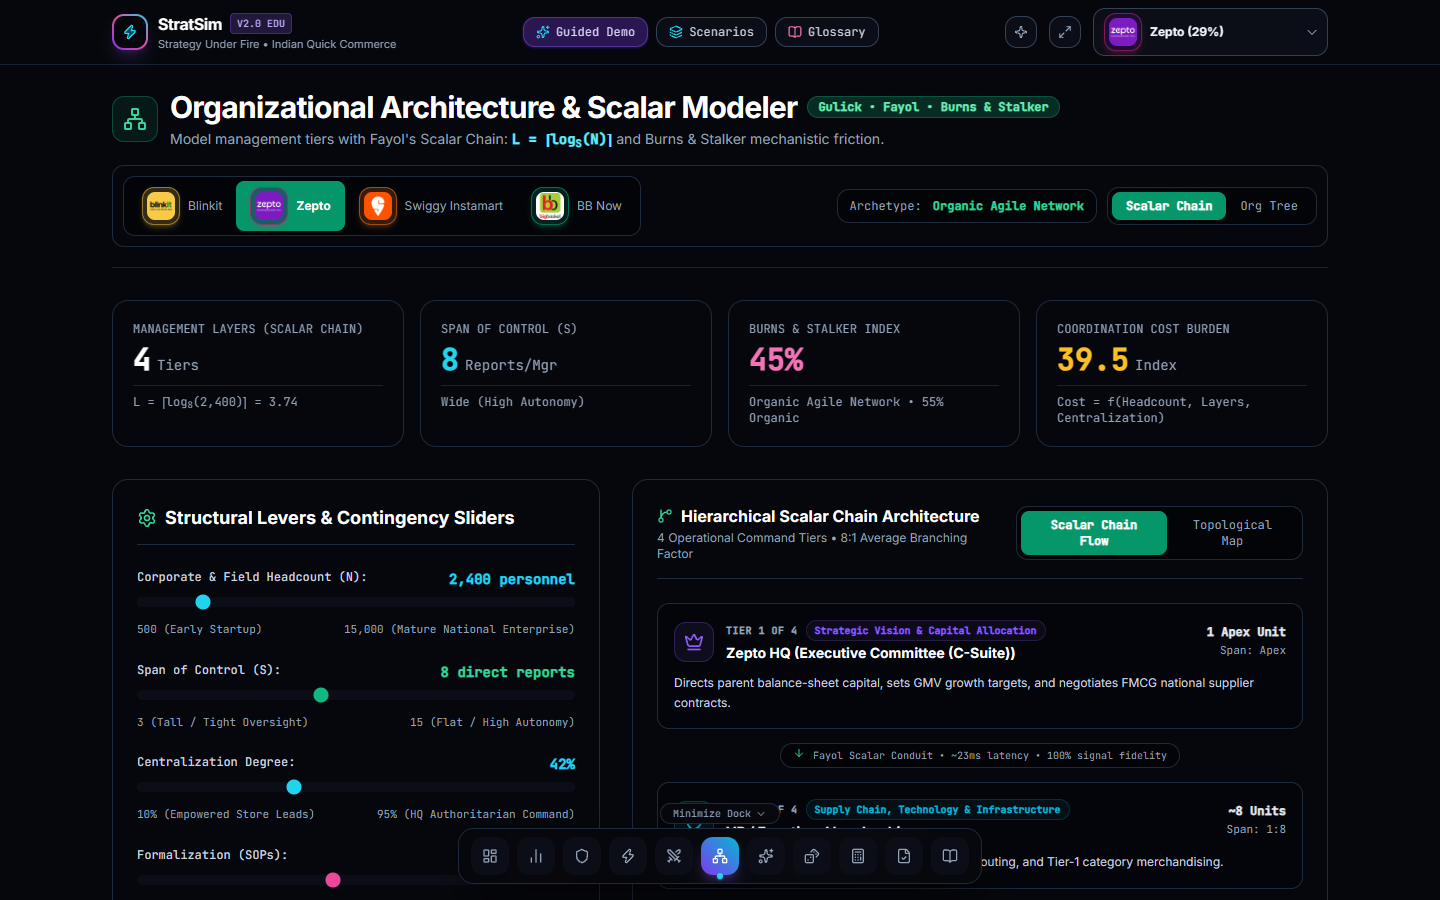 StratSim V2.0 EDU
Strategy Under Fire • Indian Quick Commerce
Guided Demo
Scenarios
Glossary
zepto
Zepto (29%)
Organizational Architecture & Scalar Modeler
Gulick • Fayol • Burns & Stalker
Model management tiers with Fayol's Scalar Chain: L = ⌈log₅(N)⌉ and Burns & Stalker mechanistic friction.
blinkit
Blinkit
zepto
Zepto
Swiggy Instamart
bb
bigbasket
BB Now
Archetype: Organic Agile Network
Scalar Chain
Org Tree
MANAGEMENT LAYERS (SCALAR CHAIN)
4 Tiers
L = ⌈log₈(2,400)⌉ = 3.74
SPAN OF CONTROL (S)
8 Reports/Mgr
Wide (High Autonomy)
BURNS & STALKER INDEX
45%
Organic Agile Network • 55%
Organic
COORDINATION COST BURDEN
39.5 Index
Cost = f(Headcount, Layers,
Centralization)
Structural Levers & Contingency Sliders
Corporate & Field Headcount (N):
2,400 personnel
500 (Early Startup)
15,000 (Mature National Enterprise)
Span of Control (S):
8 direct reports
3 (Tall / Tight Oversight)
15 (Flat / High Autonomy)
Centralization Degree:
42%
10% (Empowered Store Leads)
95% (HQ Authoritarian Command)
Formalization (SOPs):
Hierarchical Scalar Chain Architecture
4 Operational Command Tiers • 8:1 Average Branching
Factor
Scalar Chain
Flow
Topological
Map
TIER 1 OF 4
Strategic Vision & Capital Allocation
Zepto HQ (Executive Committee (C-Suite))
1 Apex Unit
Span: Apex
Directs parent balance-sheet capital, sets GMV growth targets, and negotiates FMCG national supplier
contracts.
Fayol Scalar Conduit • ~23ms latency • 100% signal fidelity
F 4
Supply Chain, Technology & Infrastructure
~8 Units
Span: 1:8
Minimize Dock
outing, and Tier-1 category merchandising.